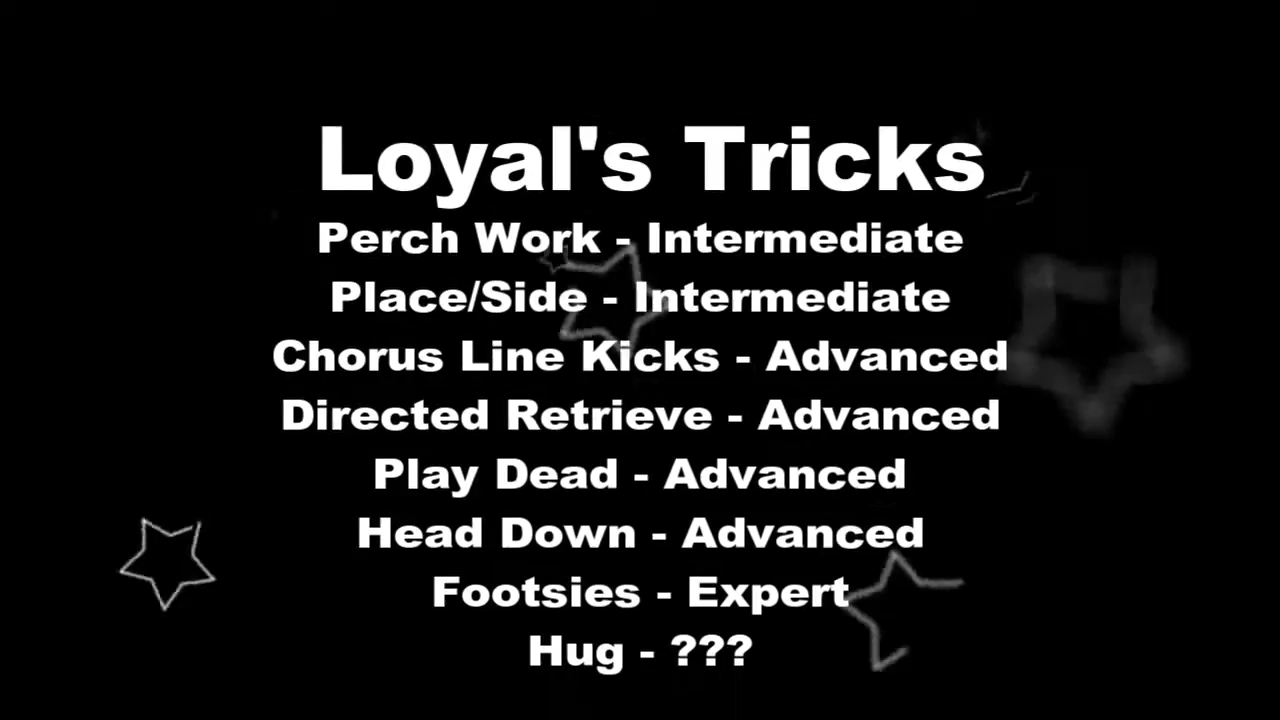 Loyal's Tricks
Perch Work - Intermediate
Place/Side - Intermediate
Chorus Line Kicks - Advanced
Directed Retrieve - Advanced
Play Dead - Advanced
Head Down - Advanced
Footsies - Expert
Hug - ???